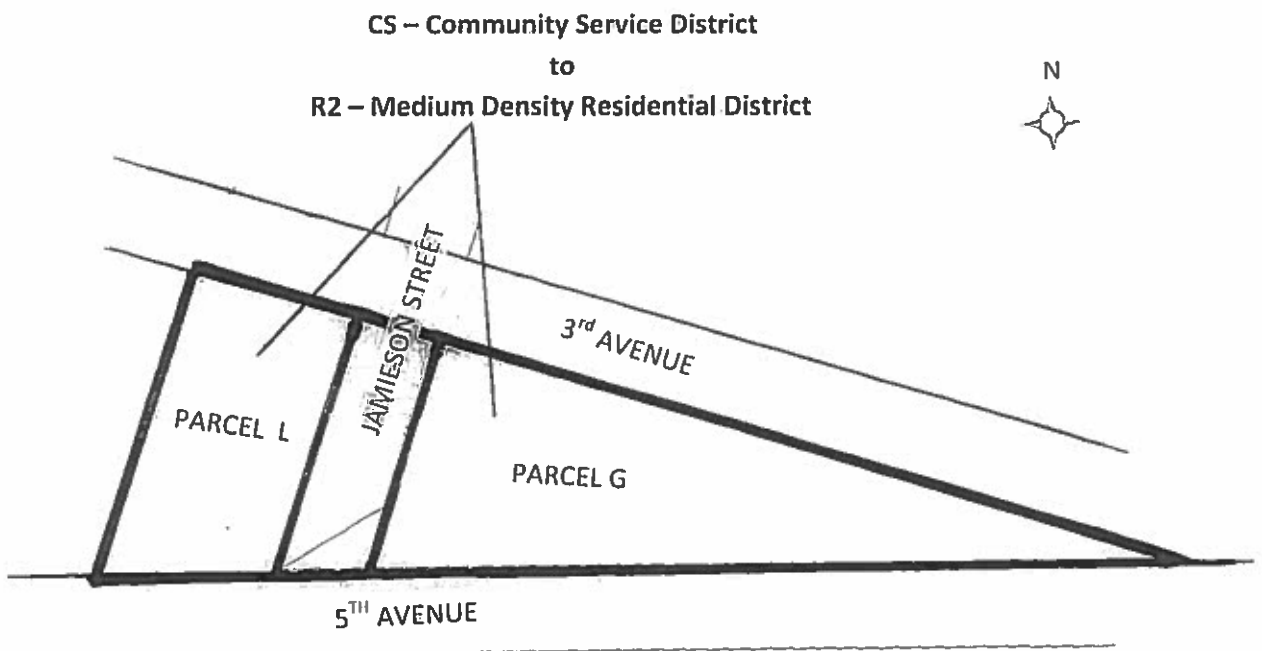 CS – Community Service District
to
R2 – Medium Density Residential District
N
JAMIESON STREET
3rd AVENUE
PARCEL L
PARCEL G
5TH AVENUE